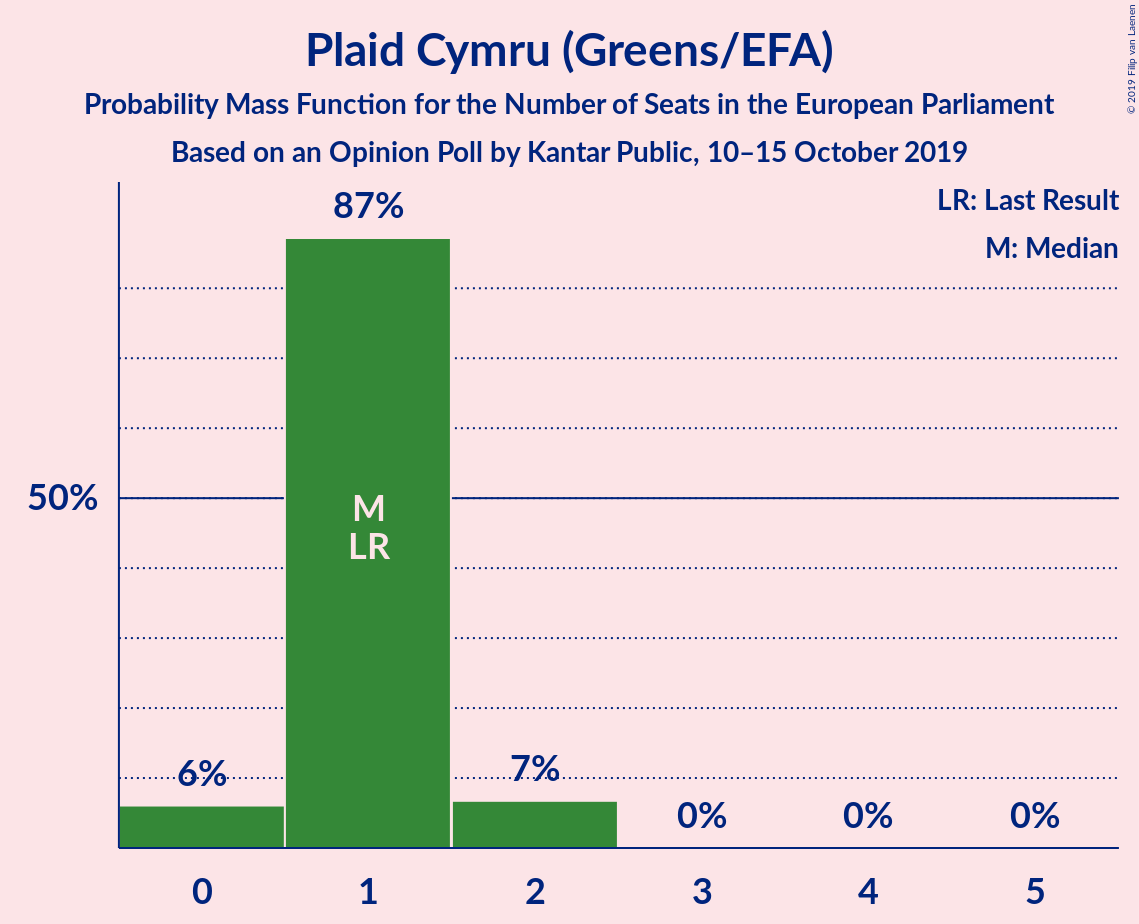 Plaid Cymru (Greens/EFA)
Probability Mass Function for the Number of Seats in the European Parliament
Based on an Opinion Poll by Kantar Public, 10–15 October 2019
© 2019 Filip van Laenen
LR: Last Result
M: Median
87%
50%
M
LR
6%
7%
0%
0%
0%
0
1
2
3
4
5